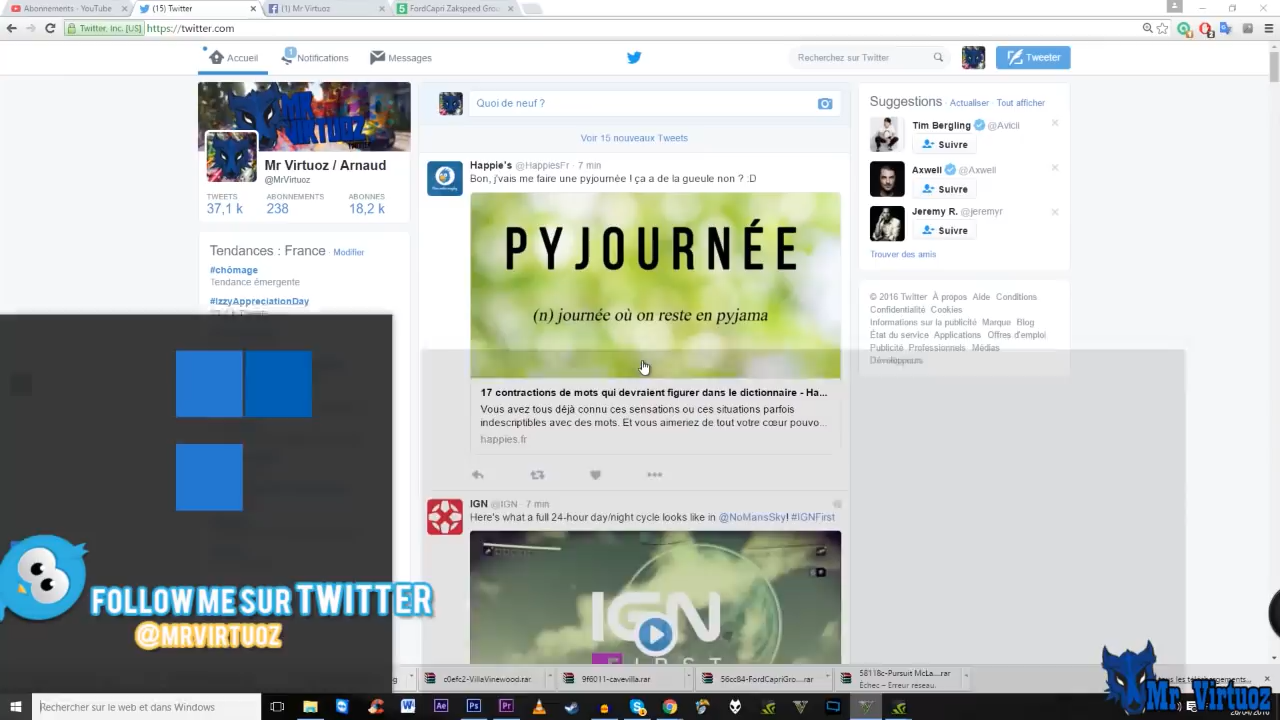 Abonnements - YouTube
(15) Twitter
(1) Mr Virtuoz
FordCapri Zakspeed Grou
Twitter, Inc. [US]
https://twitter.com
Accueil
1
Notifications
Messages
Recherchez sur Twitter
Tweeter
MR VIRTUOZ
Mr Virtuoz / Arnaud
@MrVirtuoz
TWEETS ABONNEMENTS ABONNÉS
37,1 k 238 18,2 k
Tendances : France · Modifier
#chômage
Tendance émergente
#IzzyAppreciationDay
Quoi de neuf ?
Voir 15 nouveaux Tweets
Happie's @HappiesFr · 7 min
Bon, j'vais me faire une pyjournée ! ça a de la gueule non ? :D
PYJOURNÉE
(n) journée où on reste en pyjama
17 contractions de mots qui devraient figurer dans le dictionnaire - Ha...
Vous avez tous déjà connu ces sensations ou ces situations parfois
indescriptibles avec des mots. Et vous aimeriez de tout votre cœur pouvo...
happies.fr
IGN @IGN · 7 min
Here's what a full 24-hour day/night cycle looks like in @NoMansSky! #IGNFirst
IGN
FIRST
Suggestions · Actualiser · Tout afficher
Tim Bergling @Avicii
Suivre
Axwell @Axwell
Suivre
Jeremy R. @jeremyr
Suivre
Trouver des amis
© 2016 Twitter À propos Aide Conditions
Confidentialité Cookies
Informations sur la publicité Marque Blog
État du service Applications Offres d'emploi
Publicité Professionnels Médias
Développeurs
FOLLOW ME SUR TWITTER
@MRVIRTUOZ
c0efc2-VillaVinewood.rar
9f6011-cavevilla.rar
56cc84-FordCapriGro....rar
58118c-Pursuit McLa....rar
Échec – Erreur réseau.
Rechercher sur le web et dans Windows
Mr Virtuoz